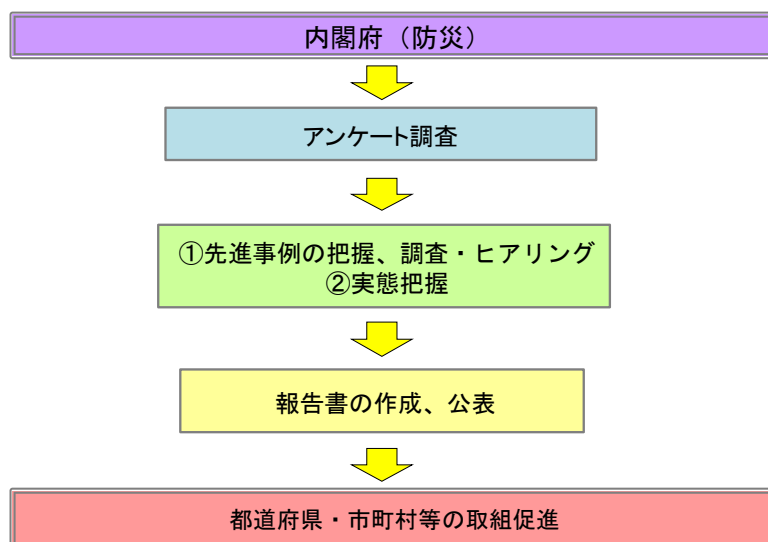 内閣府（防災）
アンケート調査
①先進事例の把握、調査・ヒアリング
②実態把握
報告書の作成、公表
都道府県・市町村等の取組促進